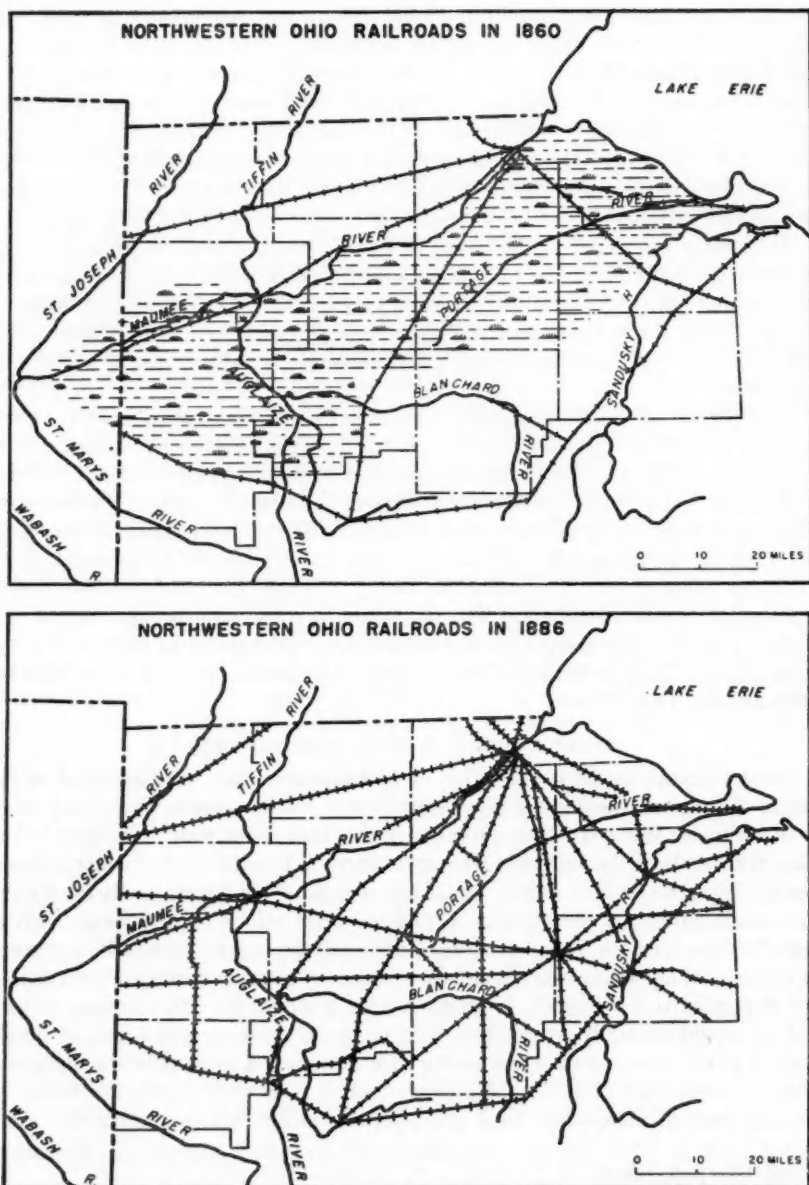 NORTHWESTERN OHIO RAILROADS IN 1860
LAKE ERIE
RIVER
TIFFIN
RIVER
RIVER
ST. JOSEPH
RIVER
MAUMEE
PORTAGE
R
SANDUSKY
AUGLAIZE
BLANCHARD
RIVER
ST. MARYS
RIVER
RIVER
WABASH
R.
0 10 20 MILES
NORTHWESTERN OHIO RAILROADS IN 1886
LAKE ERIE
RIVER
TIFFIN
RIVER
RIVER
ST. JOSEPH
RIVER
MAUMEE
PORTAGE
R
SANDUSKY
AUGLAIZE
BLANCHARD
RIVER
ST. MARYS
RIVER
RIVER
WABASH
R.
0 10 20 MILES